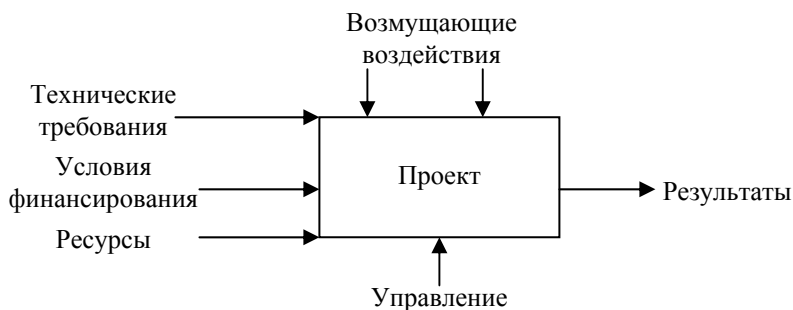 Возмущающие
воздействия
Технические
требования
Условия
финансирования
Проект
Результаты
Ресурсы
Управление